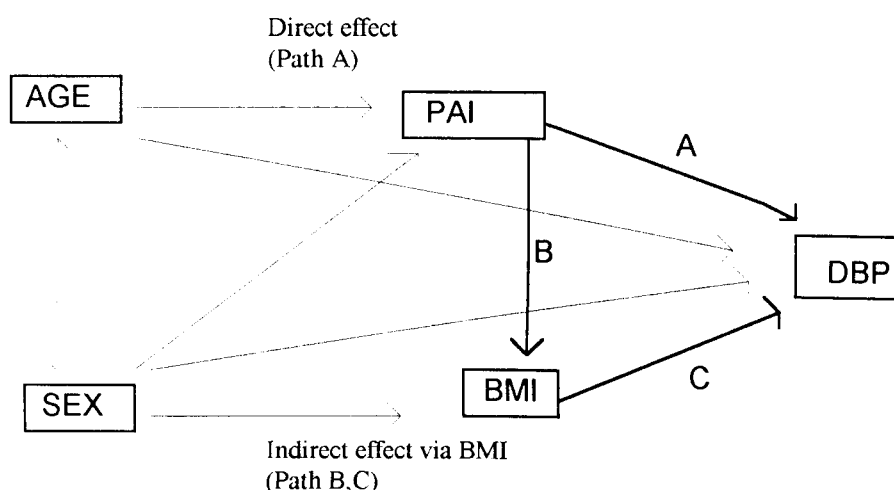 Direct effect
(Path A)
AGE
PAI
A
B
DBP
SEX
BMI
C
Indirect effect via BMI
(Path B,C)